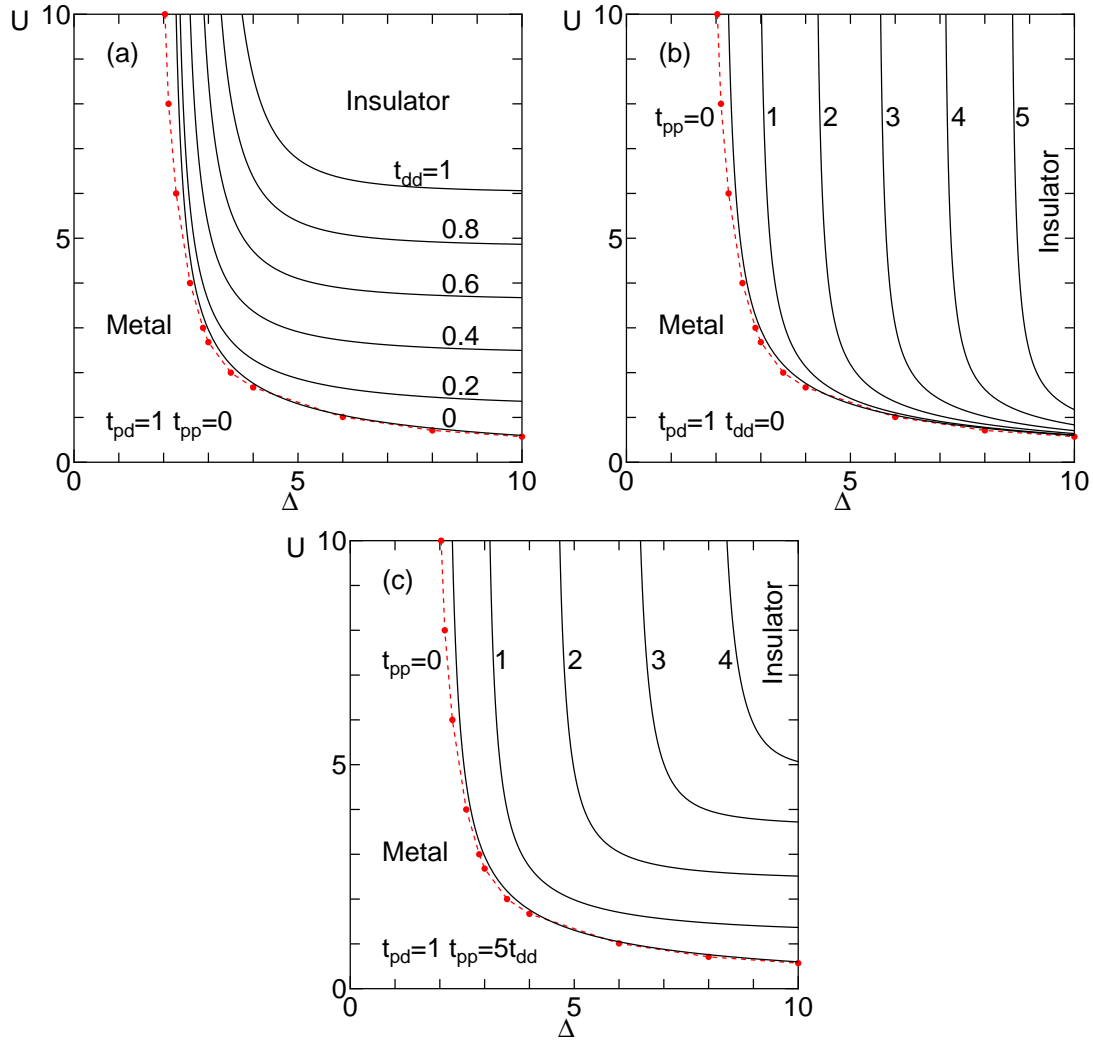 U
10
(a)
Insulator
t_dd=1
0.8
5
0.6
Metal
0.4
0.2
t_pd=1 t_pp=0
0
0
0
5
10
Δ
U
10
(b)
t_pp=0
1
2
3
4
5
Insulator
5
Metal
t_pd=1 t_dd=0
0
0
5
10
Δ
U
10
(c)
Insulator
t_pp=0
1
2
3
4
5
Metal
t_pd=1 t_pp=5t_dd
0
0
5
10
Δ